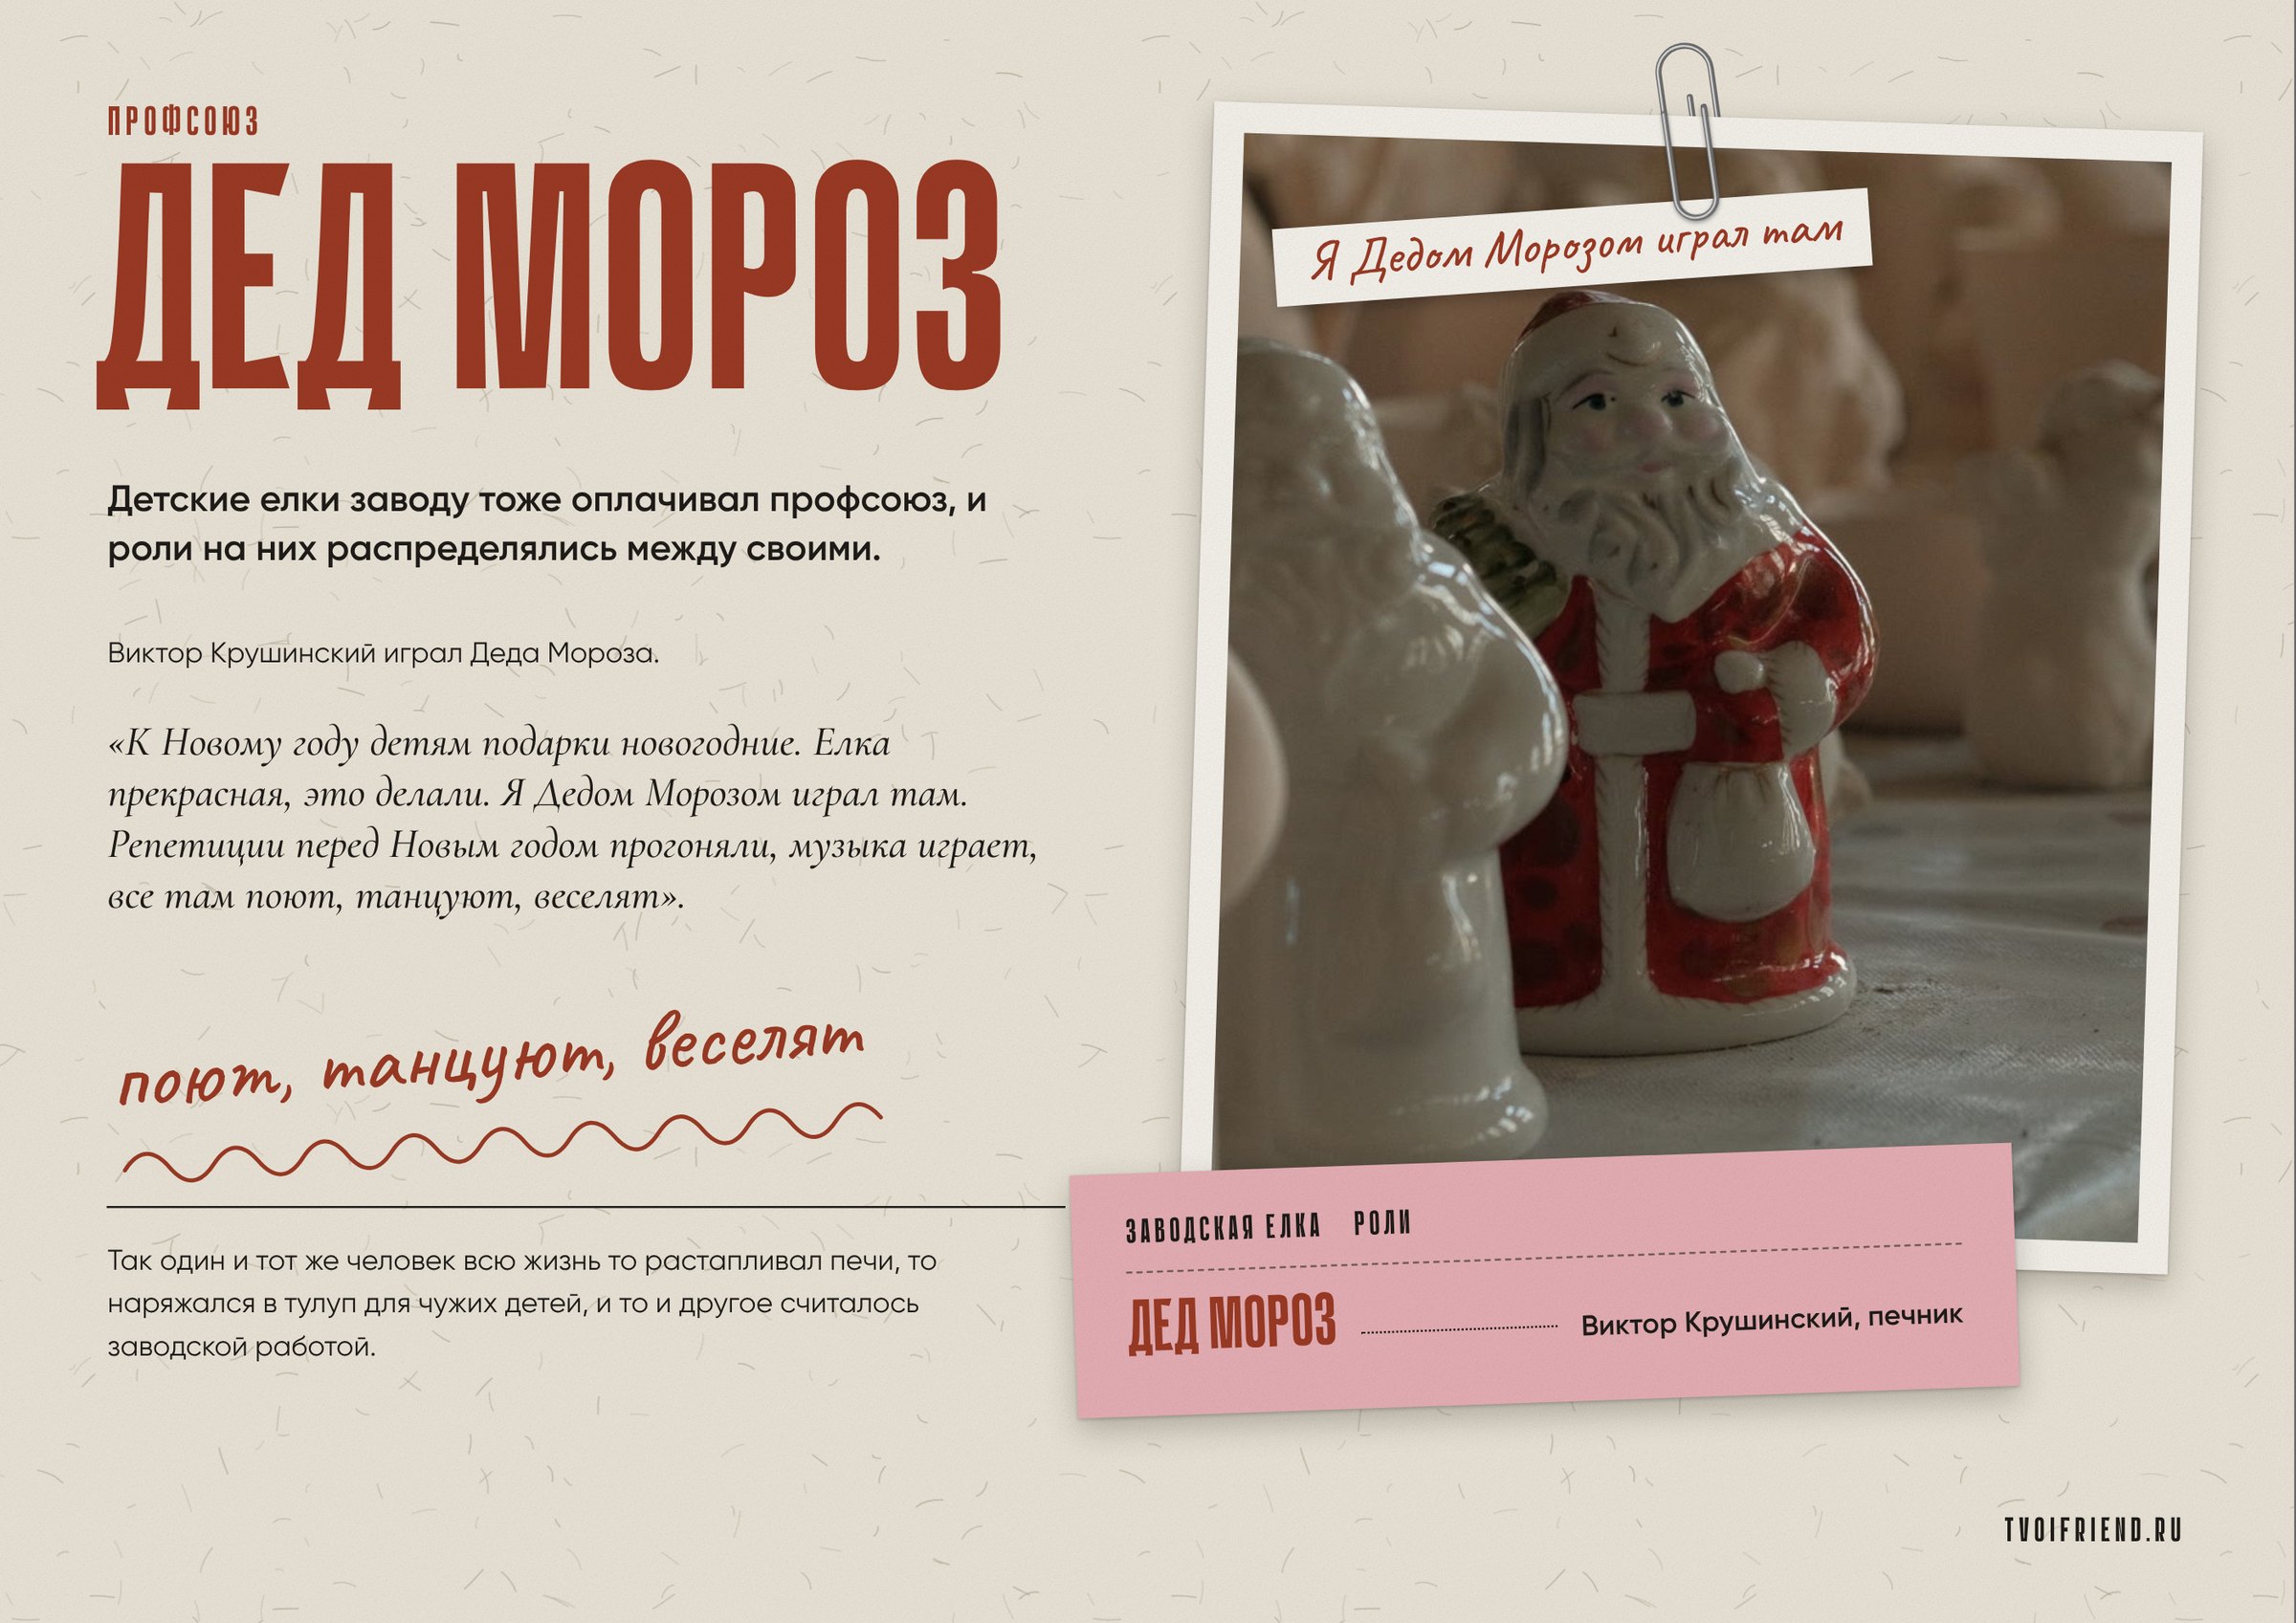 ПРОФСОЮЗ
ДЕД МОРОЗ
Детские елки заводу тоже оплачивал профсоюз, и
роли на них распределялись между своими.
Виктор Крушинский играл Деда Мороза.
«К Новому году детям подарки новогодние. Елка
прекрасная, это делали. Я Дедом Морозом играл там.
Репетиции перед Новым годом прогоняли, музыка играет,
все там поют, танцуют, веселят».
поют, танцуют, веселят
Так один и тот же человек всю жизнь то растапливал печи, то
наряжался в тулуп для чужих детей, и то и другое считалось
заводской работой.
Я Дедом Морозом играл там
ЗАВОДСКАЯ ЕЛКА РОЛИ
ДЕД МОРОЗ Виктор Крушинский, печник
TVOIFRIEND.RU